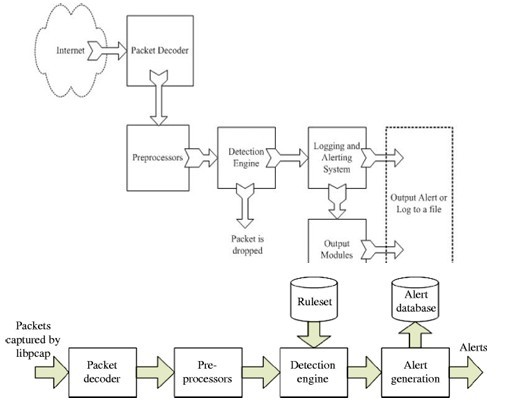 Internet
Packet Decoder
Preprocessors
Detection
Engine
Logging and
Alerting
System
Output Alert or
Log to a file
Packet is
dropped
Output
Modules
Ruleset
Alert
database
Packets
captured by
libpcap
Packet
decoder
Pre-
processors
Detection
engine
Alert
generation
Alerts